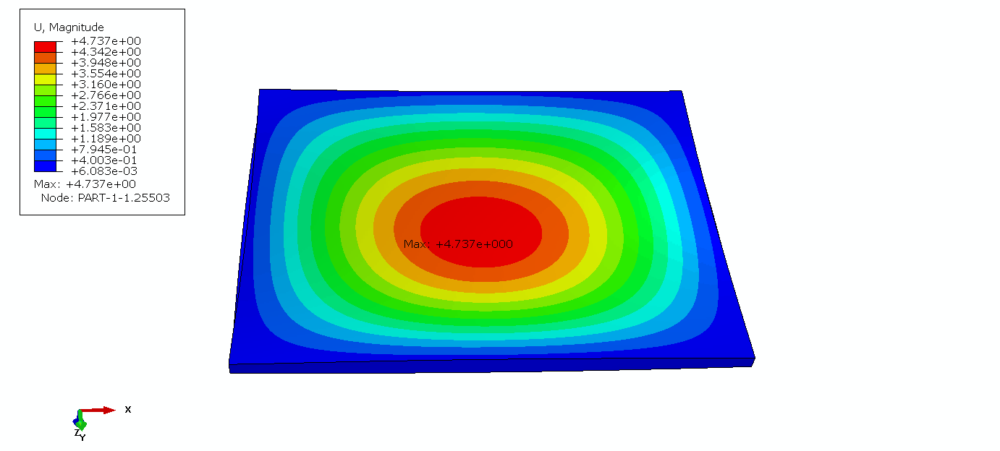 U, Magnitude
+4.737e+00
+4.342e+00
+3.948e+00
+3.554e+00
+3.160e+00
+2.766e+00
+2.371e+00
+1.977e+00
+1.583e+00
+1.189e+00
+7.945e-01
+4.003e-01
+6.083e-03
Max: +4.737e+00
Node: PART-1-1.25503
Max: +4.737e+000
X
Z
Y